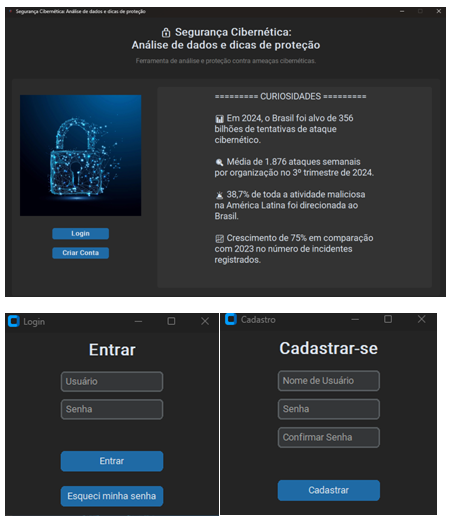 Segurança Cibernética: Análise de dados e dicas de proteção
Segurança Cibernética:
Análise de dados e dicas de proteção
Ferramenta de análise e proteção contra ameaças cibernéticas.
Login
Criar Conta
========= CURIOSIDADES =========
Em 2024, o Brasil foi alvo de 356
bilhões de tentativas de ataque
cibernético.
Média de 1.876 ataques semanais
por organização no 3º trimestre de 2024.
38,7% de toda a atividade maliciosa
na América Latina foi direcionada ao
Brasil.
Crescimento de 75% em comparação
com 2023 no número de incidentes
registrados.
Login
Entrar
Usuário
Senha
Entrar
Esqueci minha senha
Cadastro
Cadastrar-se
Nome de Usuário
Senha
Confirmar Senha
Cadastrar